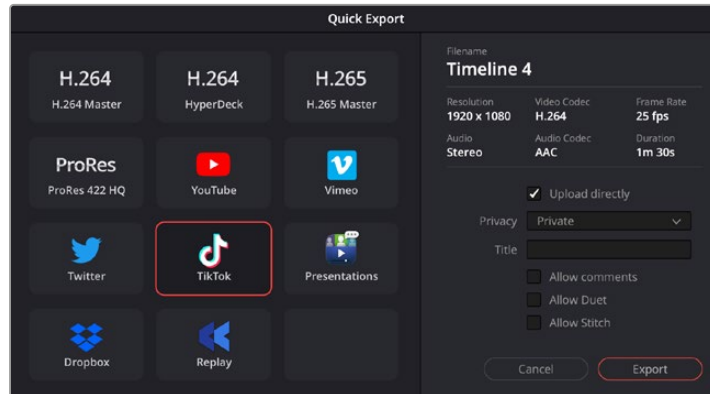 Quick Export
H.264
H.264 Master
H.264
HyperDeck
H.265
H.265 Master
ProRes
ProRes 422 HQ
YouTube
Vimeo
Twitter
TikTok
Presentations
Dropbox
Replay
Filename
Timeline 4
Resolution Video Codec Frame Rate
1920 x 1080 H.264 25 fps
Audio Audio Codec Duration
Stereo AAC 1m 30s
Upload directly
Privacy Private
Title
Allow comments
Allow Duet
Allow Stitch
Cancel Export